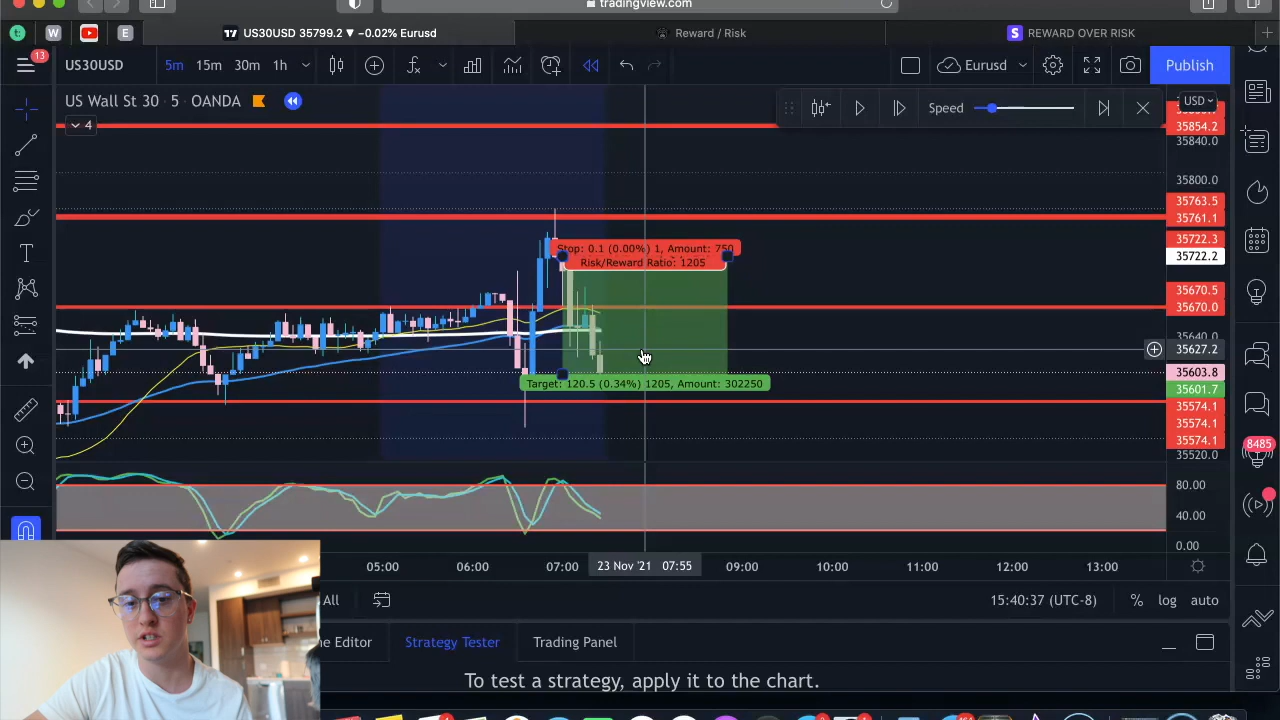 tradingview.com
t:
W
E
US30USD 35799.2 ▼ −0.02% Eurusd
Reward / Risk
REWARD OVER RISK
13
US30USD
5m
15m
30m
1h
Eurusd
Publish
US Wall St 30 · 5 · OANDA
4
Speed
USD
35854.2
35840.0
35800.0
35763.5
35761.1
35722.3
35722.2
35670.5
35670.0
35640.0
35627.2
35603.8
35601.7
35574.1
35574.1
35574.1
35520.0
Stop: 0.1 (0.00%) 1, Amount: 750
Risk/Reward Ratio: 1205
Target: 120.5 (0.34%) 1205, Amount: 302250
8485
80.00
40.00
0.00
05:00
06:00
07:00
23 Nov '21 07:55
09:00
10:00
11:00
12:00
13:00
All
15:40:37 (UTC-8)
%
log
auto
ne Editor
Strategy Tester
Trading Panel
To test a strategy, apply it to the chart.